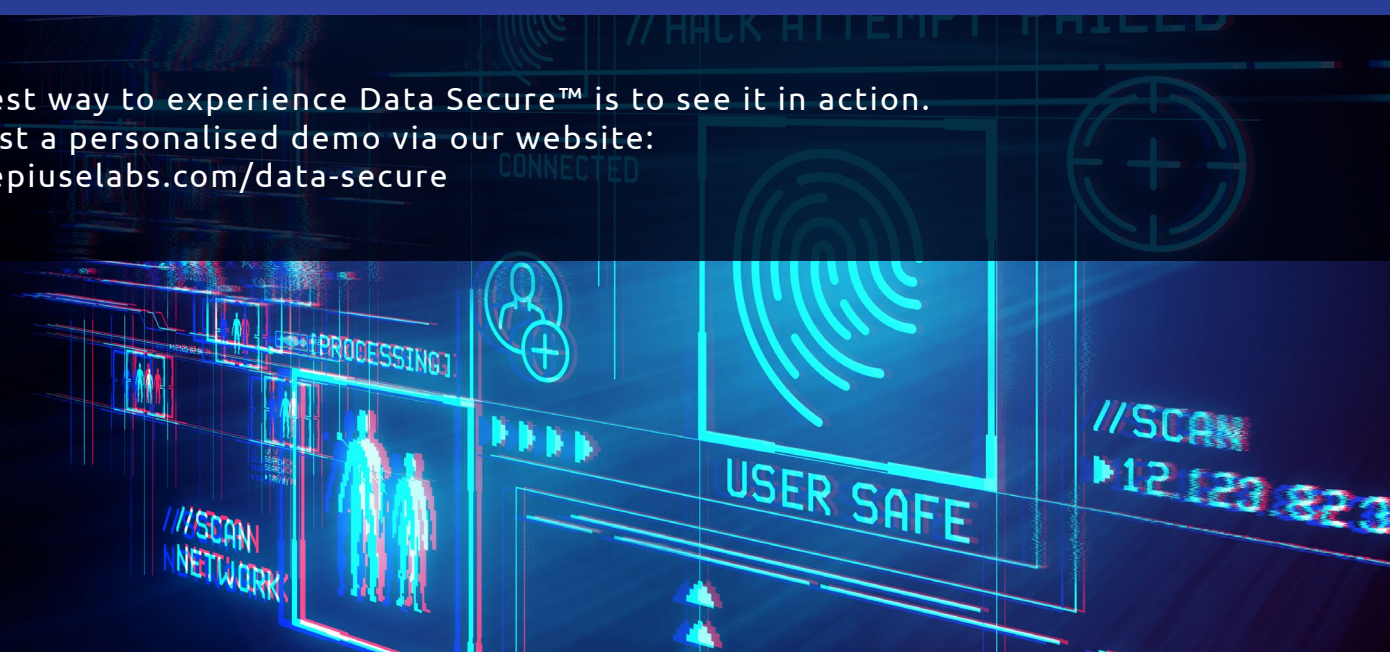 //HACK ATTEMPT FAILED
est way to experience Data Secure™ is to see it in action.
st a personalised demo via our website:
epiuselabs.com/data-secure
CONNECTED
[PROCESSING]
//SCAN
USER SAFE
//SCAN
NETWORK